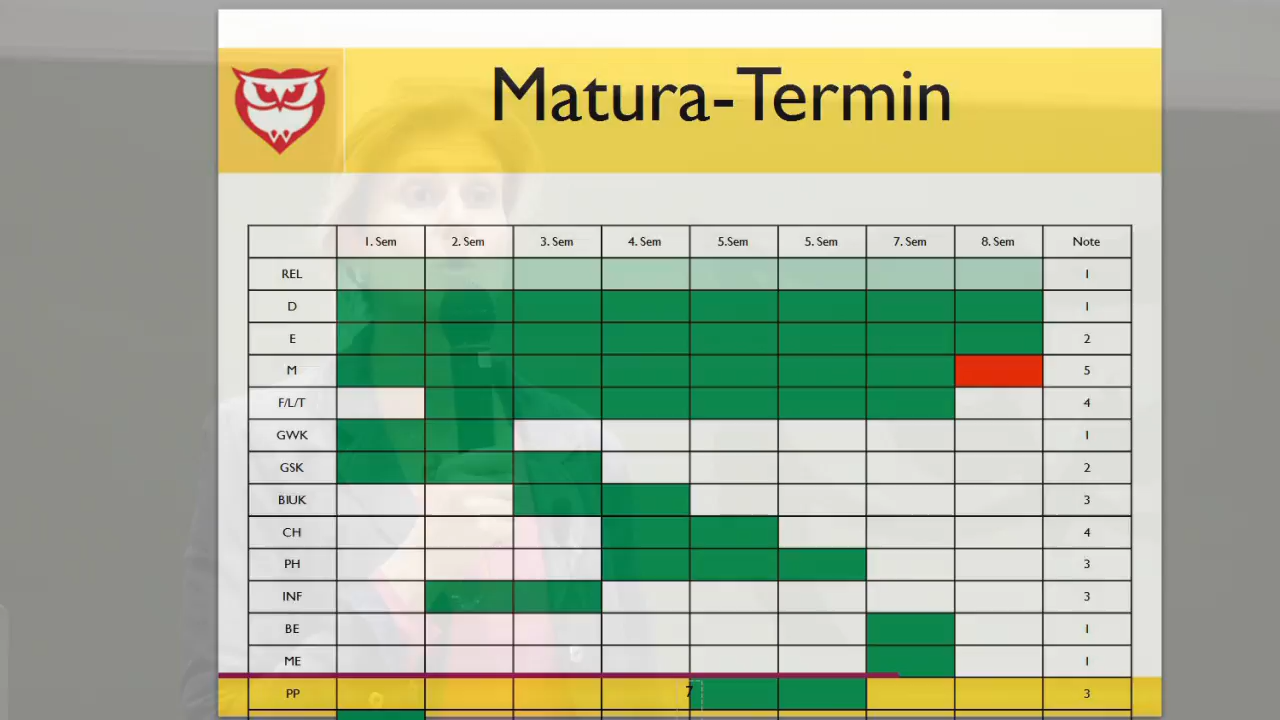 Matura-Termin
1. Sem 2. Sem 3. Sem 4. Sem 5.Sem 5. Sem 7. Sem 8. Sem Note
REL 1
D 1
E 2
M 5
F/L/T 4
GWK 1
GSK 2
BIUK 3
CH 4
PH 3
INF 3
BE 1
ME 1
PP 3
7